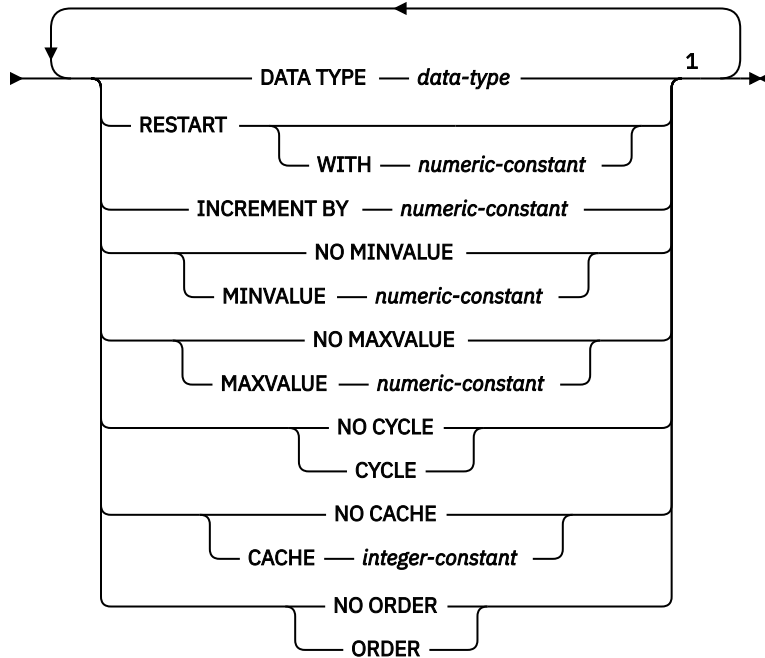 1
DATA TYPE data-type
RESTART
WITH numeric-constant
INCREMENT BY numeric-constant
NO MINVALUE
MINVALUE numeric-constant
NO MAXVALUE
MAXVALUE numeric-constant
NO CYCLE
CYCLE
NO CACHE
CACHE integer-constant
NO ORDER
ORDER